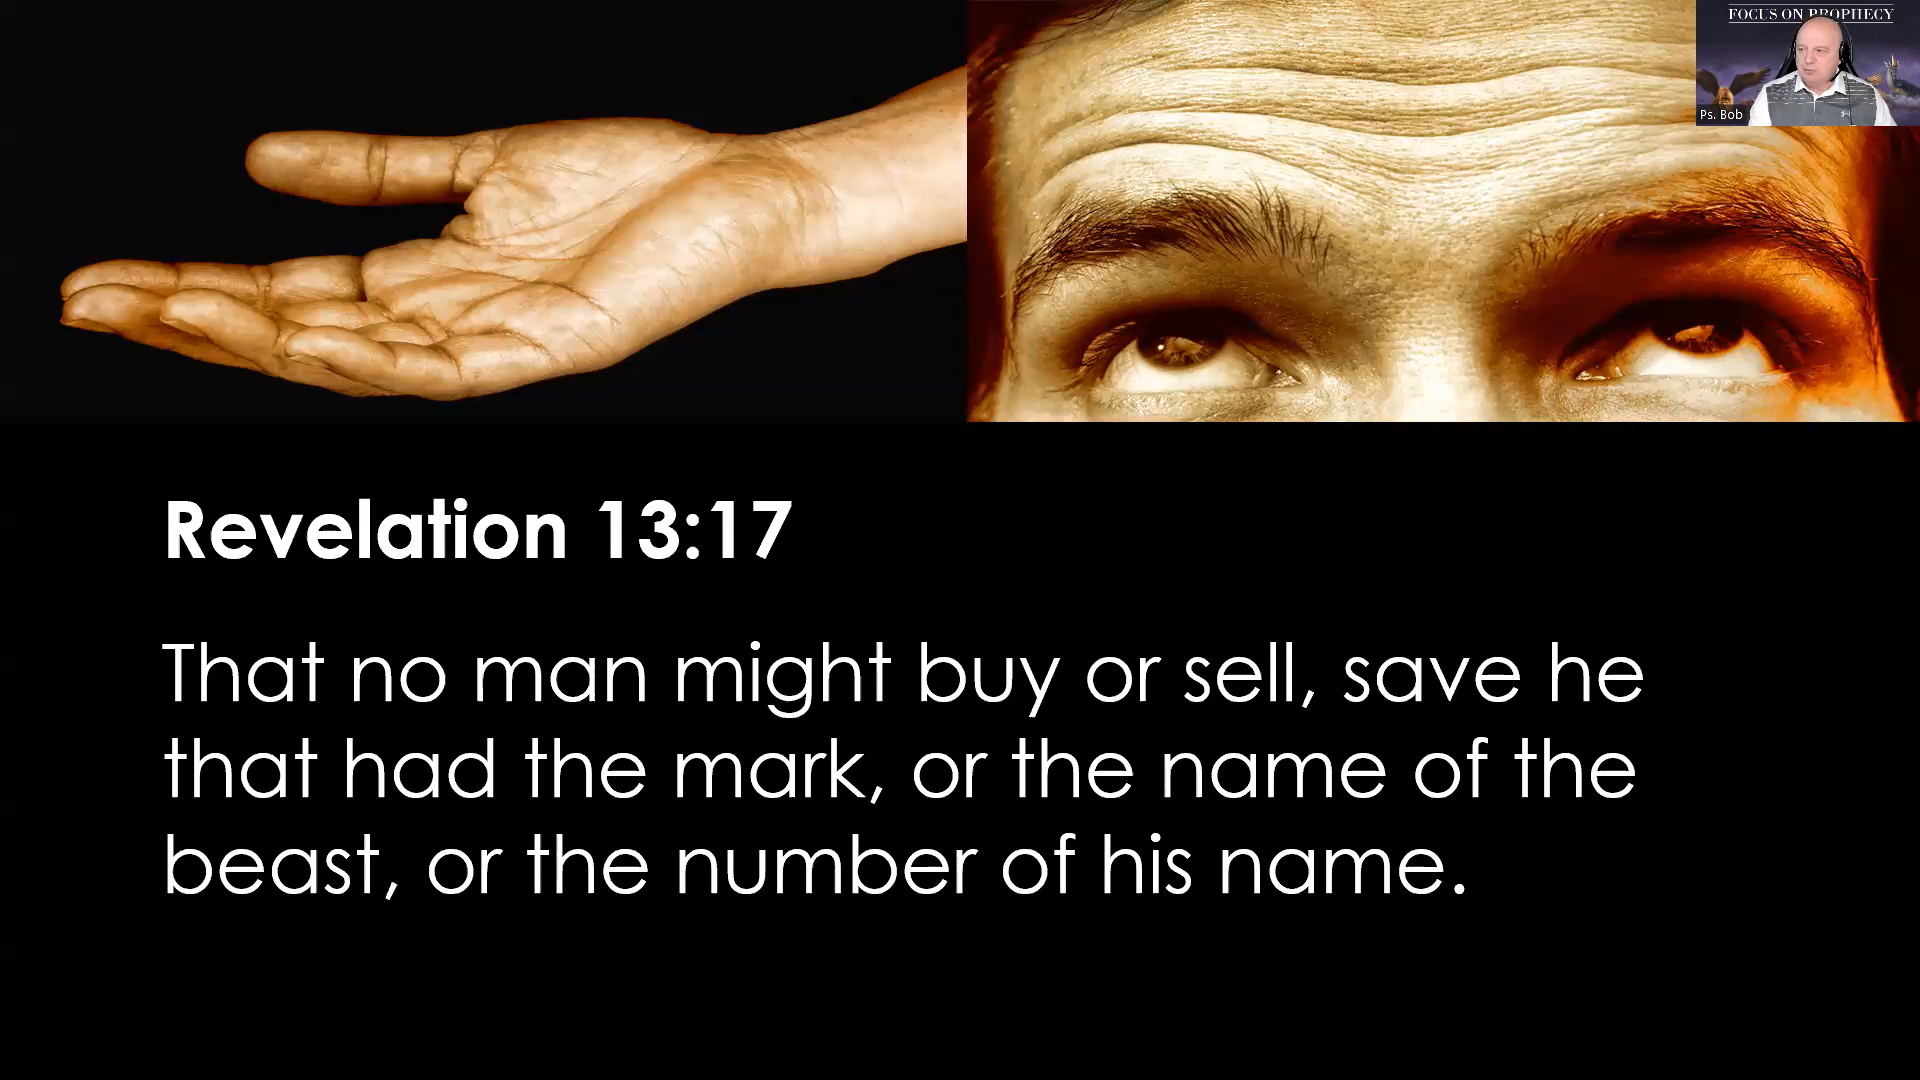 FOCUS ON PROPHECY
Ps. Bob
Revelation 13:17
That no man might buy or sell, save he
that had the mark, or the name of the
beast, or the number of his name.